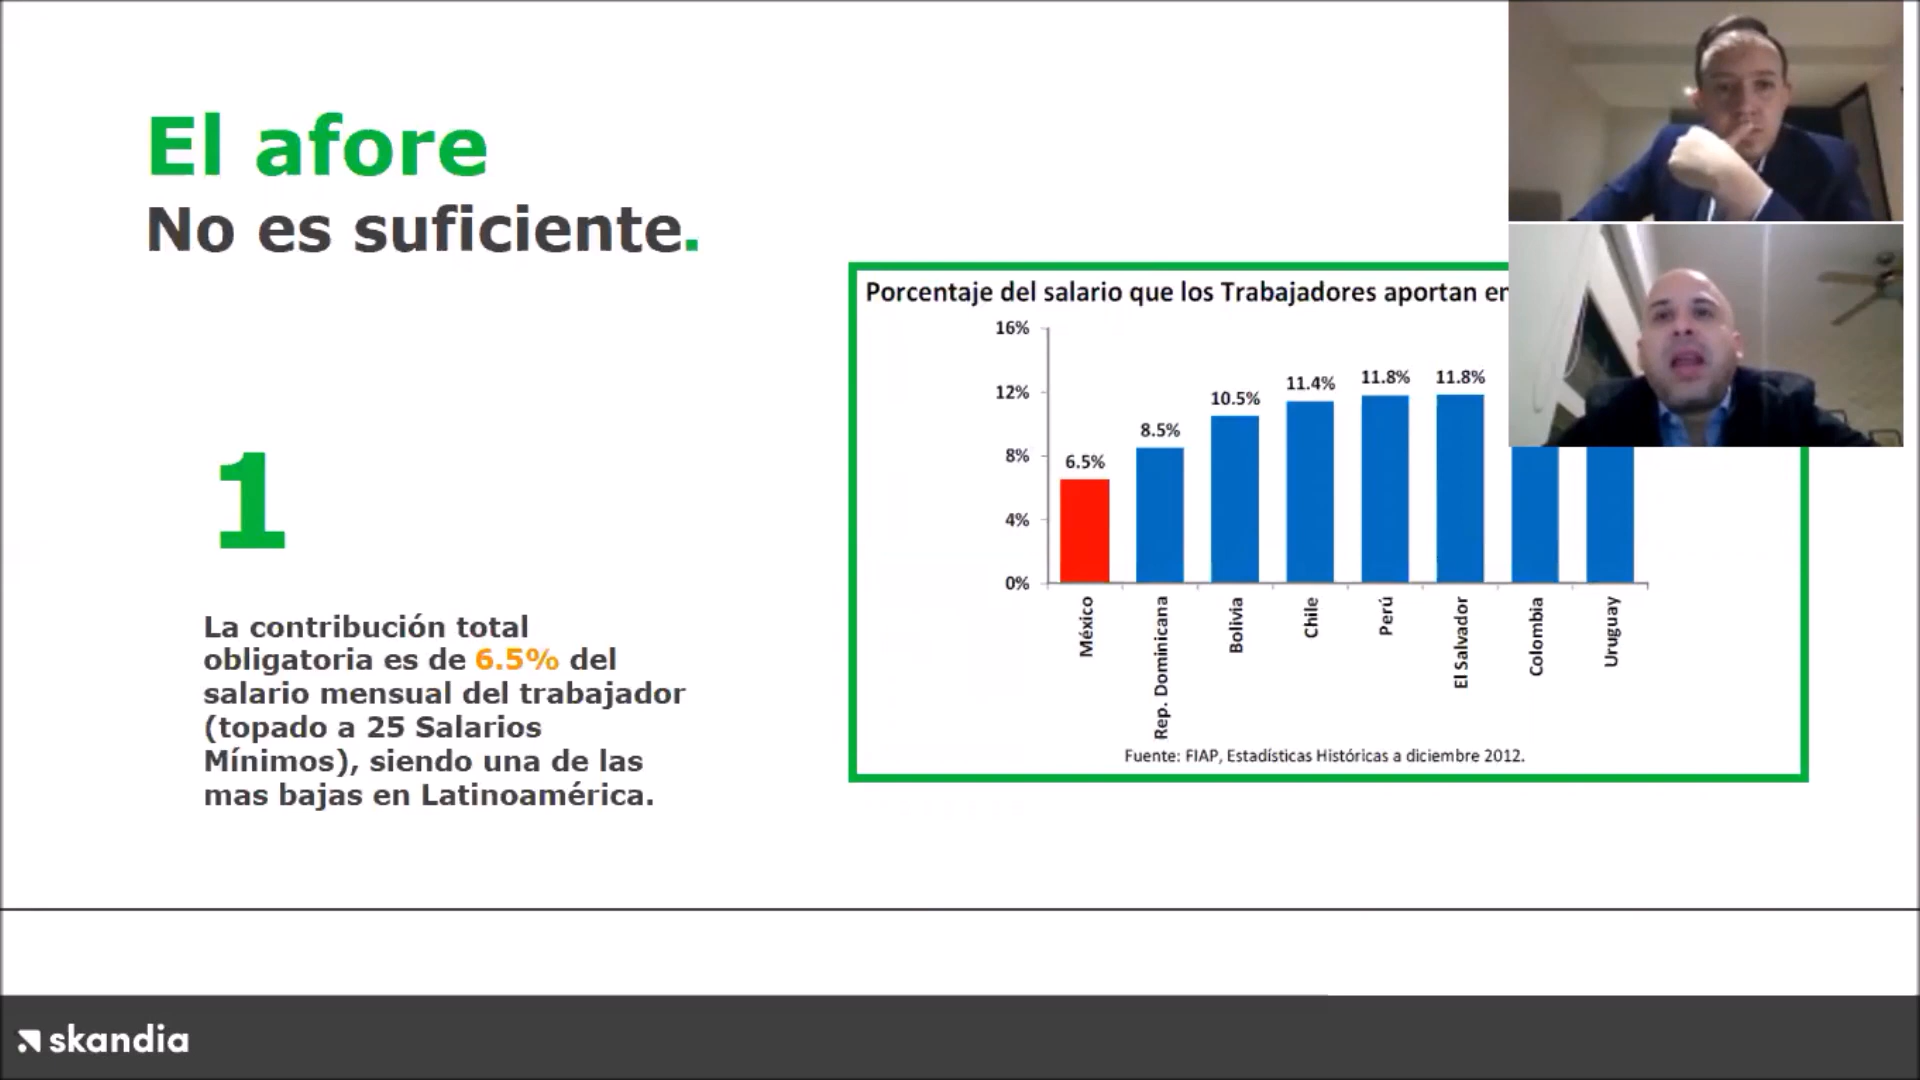 El afore
No es suficiente.
1
La contribución total
obligatoria es de 6.5% del
salario mensual del trabajador
(topado a 25 Salarios
Mínimos), siendo una de las
mas bajas en Latinoamérica.
Porcentaje del salario que los Trabajadores aportan en
16%
12%
8%
4%
0%
6.5%
8.5%
10.5%
11.4%
11.8%
11.8%
México
Rep. Dominicana
Bolivia
Chile
Perú
El Salvador
Colombia
Uruguay
Fuente: FIAP, Estadísticas Históricas a diciembre 2012.
skandia